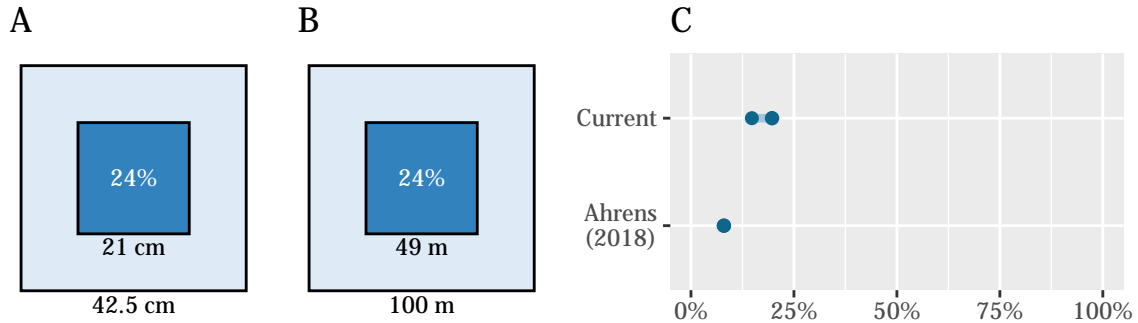 A
24%
21 cm
42.5 cm
B
24%
49 m
100 m
C
Current
Ahrens
(2018)
0%
25%
50%
75%
100%